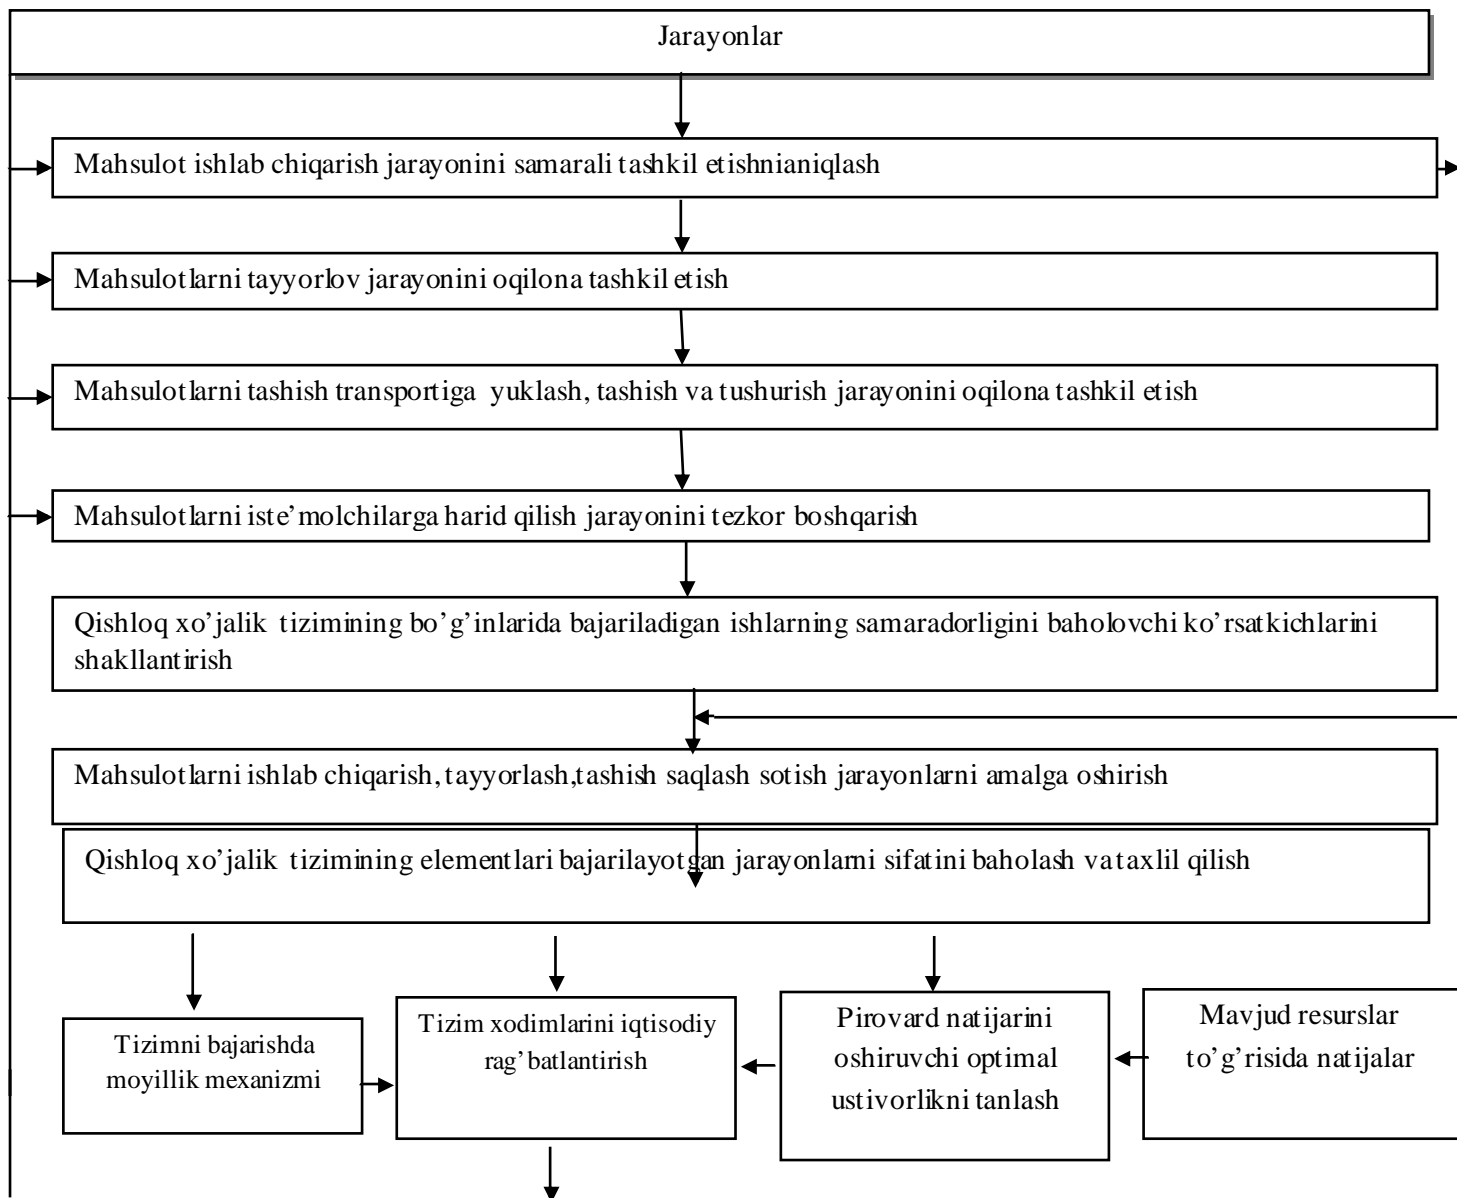 Jarayonlar
Mahsulot ishlab chiqarish jarayonini samarali tashkil etishnianiqlash
Mahsulotlarni tayyorlov jarayonini oqilona tashkil etish
Mahsulotlarni tashish transportiga yuklash, tashish va tushurish jarayonini oqilona tashkil etish
Mahsulotlarni iste’molchilarga harid qilish jarayonini tezkor boshqarish
Qishloq xo’jalik tizimining bo’g’inlarida bajariladigan ishlarning samaradorligini baholovchi ko’rsatkichlarini
shakllantirish
Mahsulotlarni ishlab chiqarish, tayyorlash,tashish saqlash sotish jarayonlarni amalga oshirish
Qishloq xo’jalik tizimining elementlari bajarilayotgan jarayonlarni sifatini baholash va taxlil qilish
Tizimni bajarishda
moyillik mexanizmi
Tizim xodimlarini iqtisodiy
rag’batlantirish
Pirovard natijarini
oshiruvchi optimal
ustivorlikni tanlash
Mavjud resurslar
to’g’risida natijalar